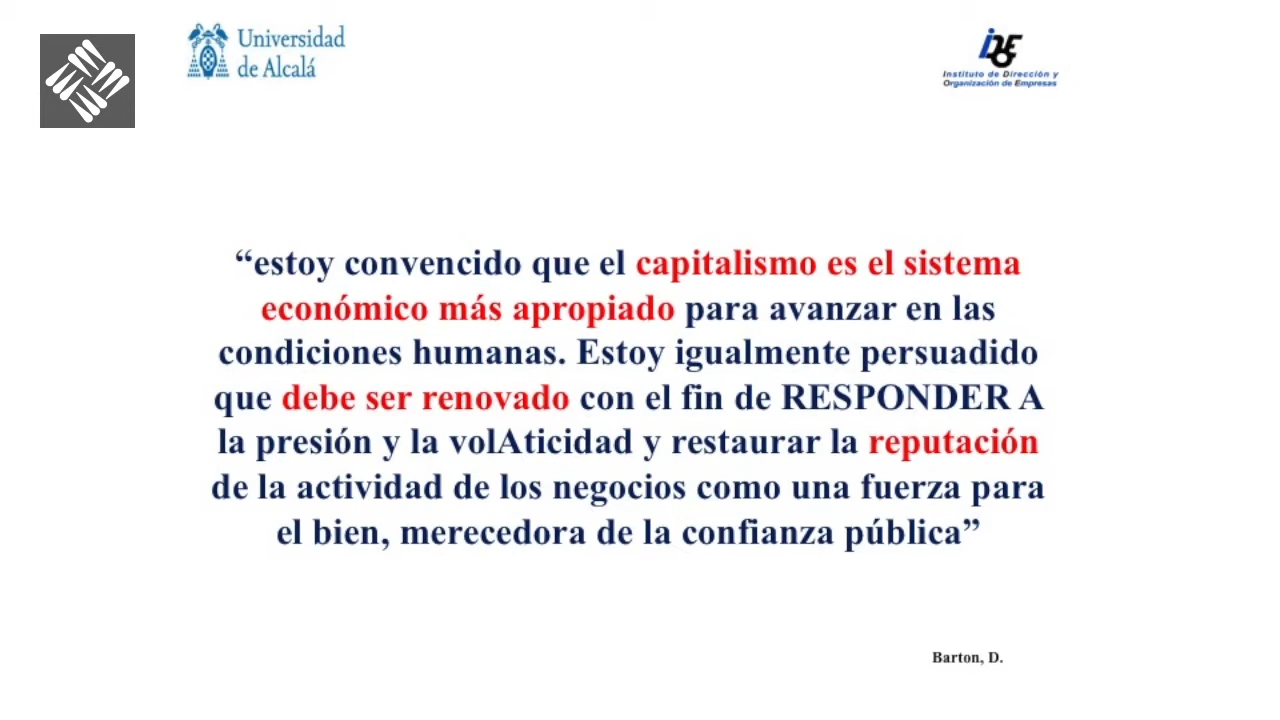 Universidad
de Alcalá
IDOE
Instituto de Dirección y
Organización de Empresas
“estoy convencido que el capitalismo es el sistema
económico más apropiado para avanzar en las
condiciones humanas. Estoy igualmente persuadido
que debe ser renovado con el fin de RESPONDER A
la presión y la volAticidad y restaurar la reputación
de la actividad de los negocios como una fuerza para
el bien, merecedora de la confianza pública”
Barton, D.